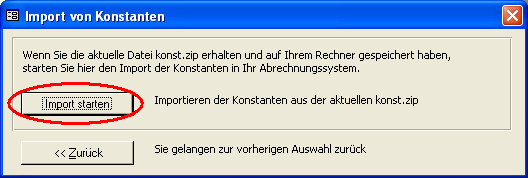 Import von Konstanten
Wenn Sie die aktuelle Datei konst.zip erhalten und auf Ihrem Rechner gespeichert haben,
starten Sie hier den Import der Konstanten in Ihr Abrechnungssystem.
Import starten
Importieren der Konstanten aus der aktuellen konst.zip
<< Zurück
Sie gelangen zur vorherigen Auswahl zurück